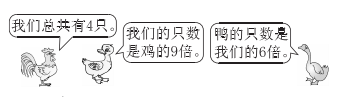 我们总共有4只。
我们的只数
是鸡的9倍。
鸭的只数是
我们的6倍。